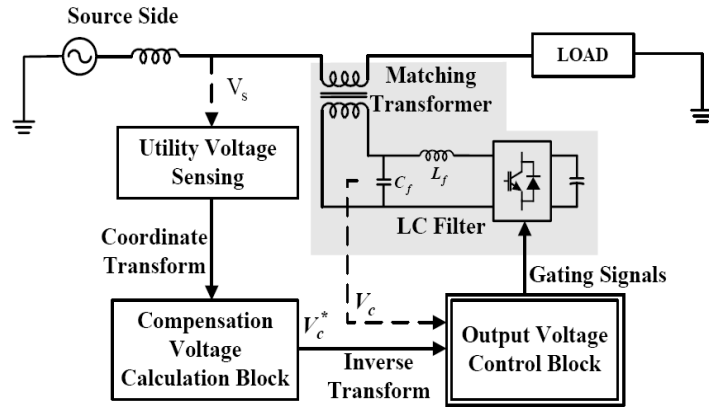 Source Side
LOAD
Matching
Transformer
Vs
Utility Voltage
Sensing
Cf
Lf
LC Filter
Coordinate
Transform
Gating Signals
Compensation
Voltage
Calculation Block
Vc*
Vc
Inverse
Transform
Output Voltage
Control Block